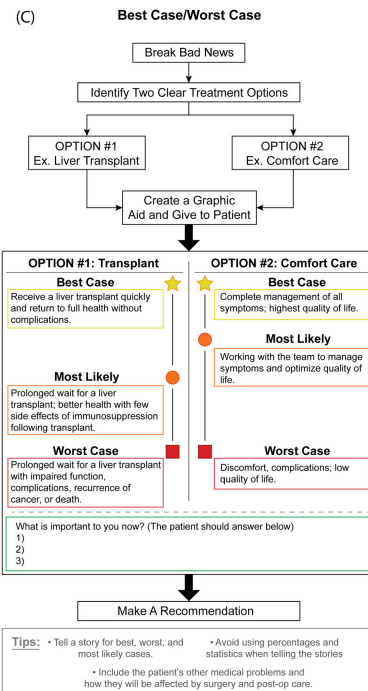 (C)
Best Case/Worst Case
Break Bad News
Identify Two Clear Treatment Options
OPTION #1
Ex. Liver Transplant
OPTION #2
Ex. Comfort Care
Create a Graphic
Aid and Give to Patient
OPTION #1: Transplant
Best Case
Receive a liver transplant quickly
and return to full health without
complications.
Most Likely
Prolonged wait for a liver
transplant; better health with few
side effects of immunosuppression
following transplant.
Worst Case
Prolonged wait for a liver transplant
with impaired function,
complications, recurrence of
cancer, or death.
OPTION #2: Comfort Care
Best Case
Complete management of all
symptoms; highest quality of life.
Most Likely
Working with the team to manage
symptoms and optimize quality of
life.
Worst Case
Discomfort, complications; low
quality of life.
What is important to you now? (The patient should answer below)
1)
2)
3)
Make A Recommendation
Tips:
• Tell a story for best, worst, and
most likely cases.
• Avoid using percentages and
statistics when telling the stories
• Include the patient's other medical problems and
how they will be affected by surgery and post-op care.